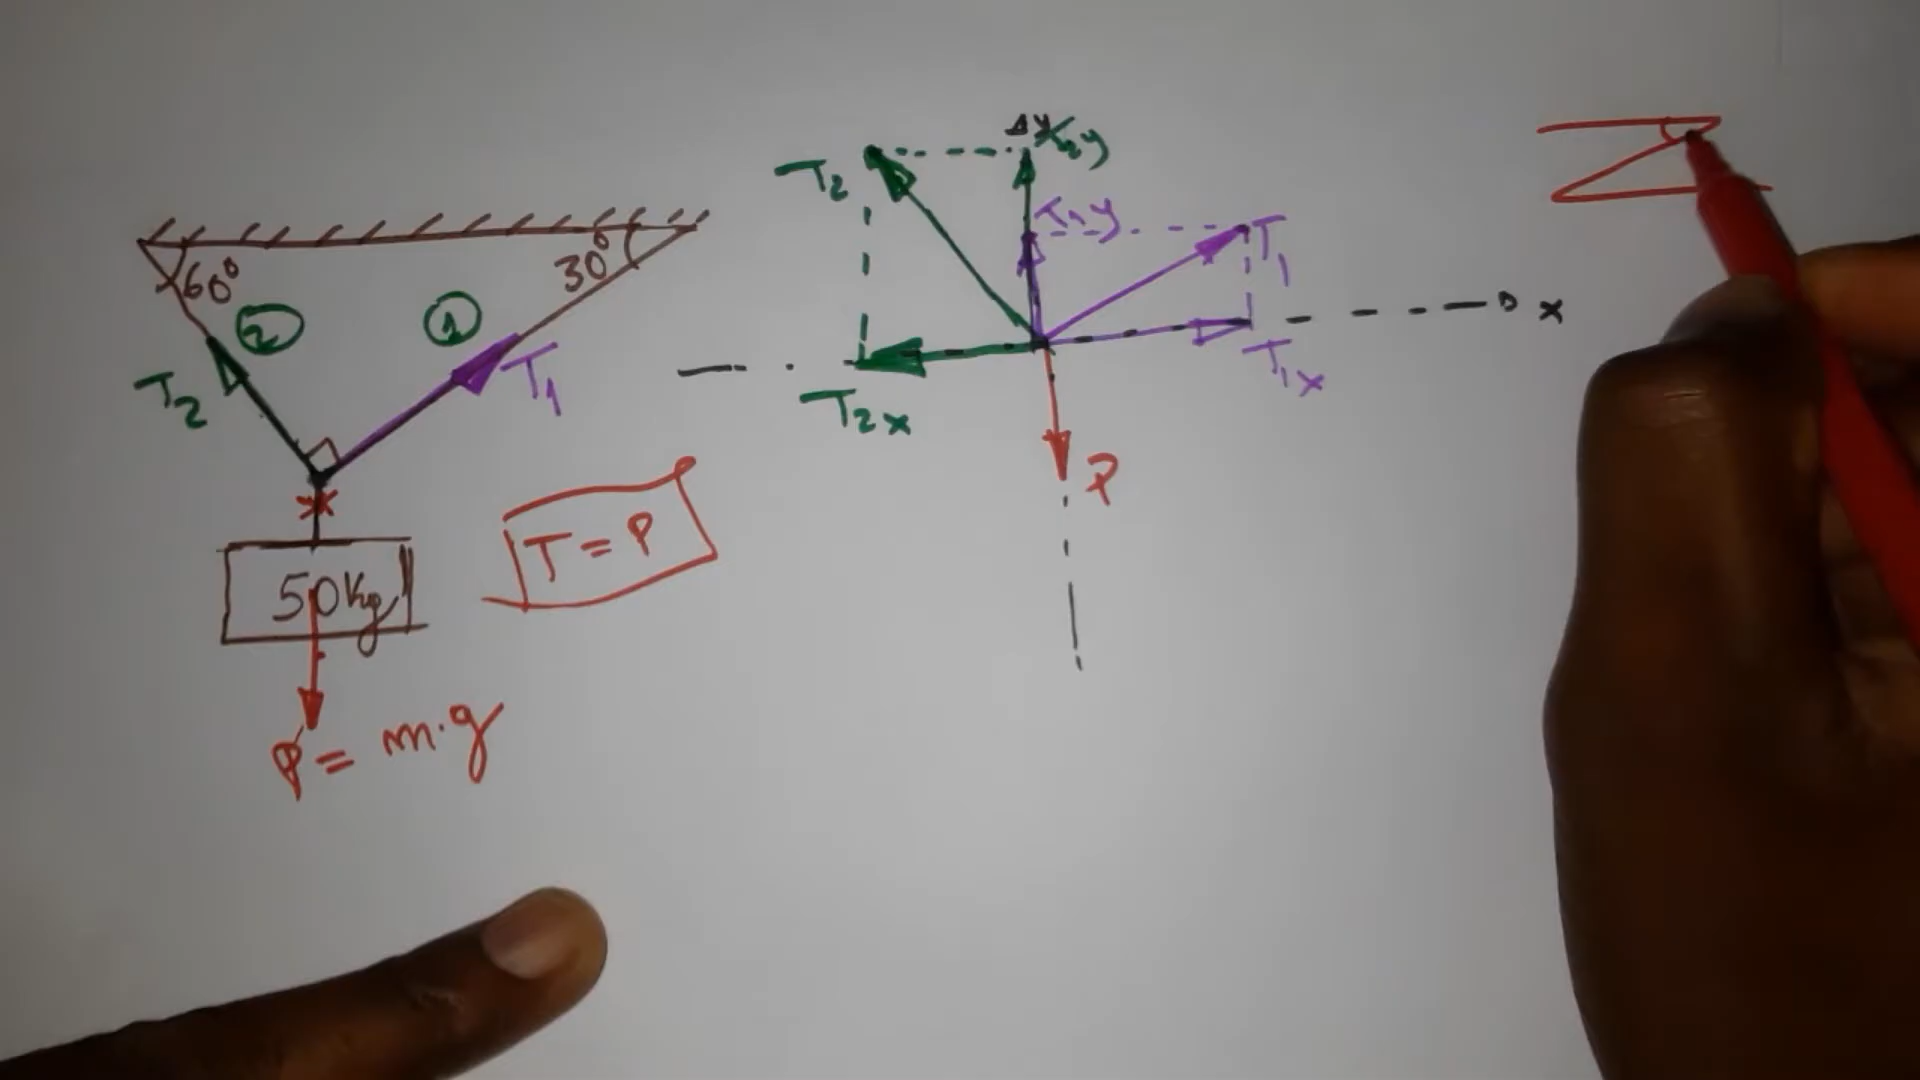 60°
30°
②
①
T2
T1
50Kg
T = P
P = m.g
y
T2y
T2
T1y
T1
x
T1x
T2x
P